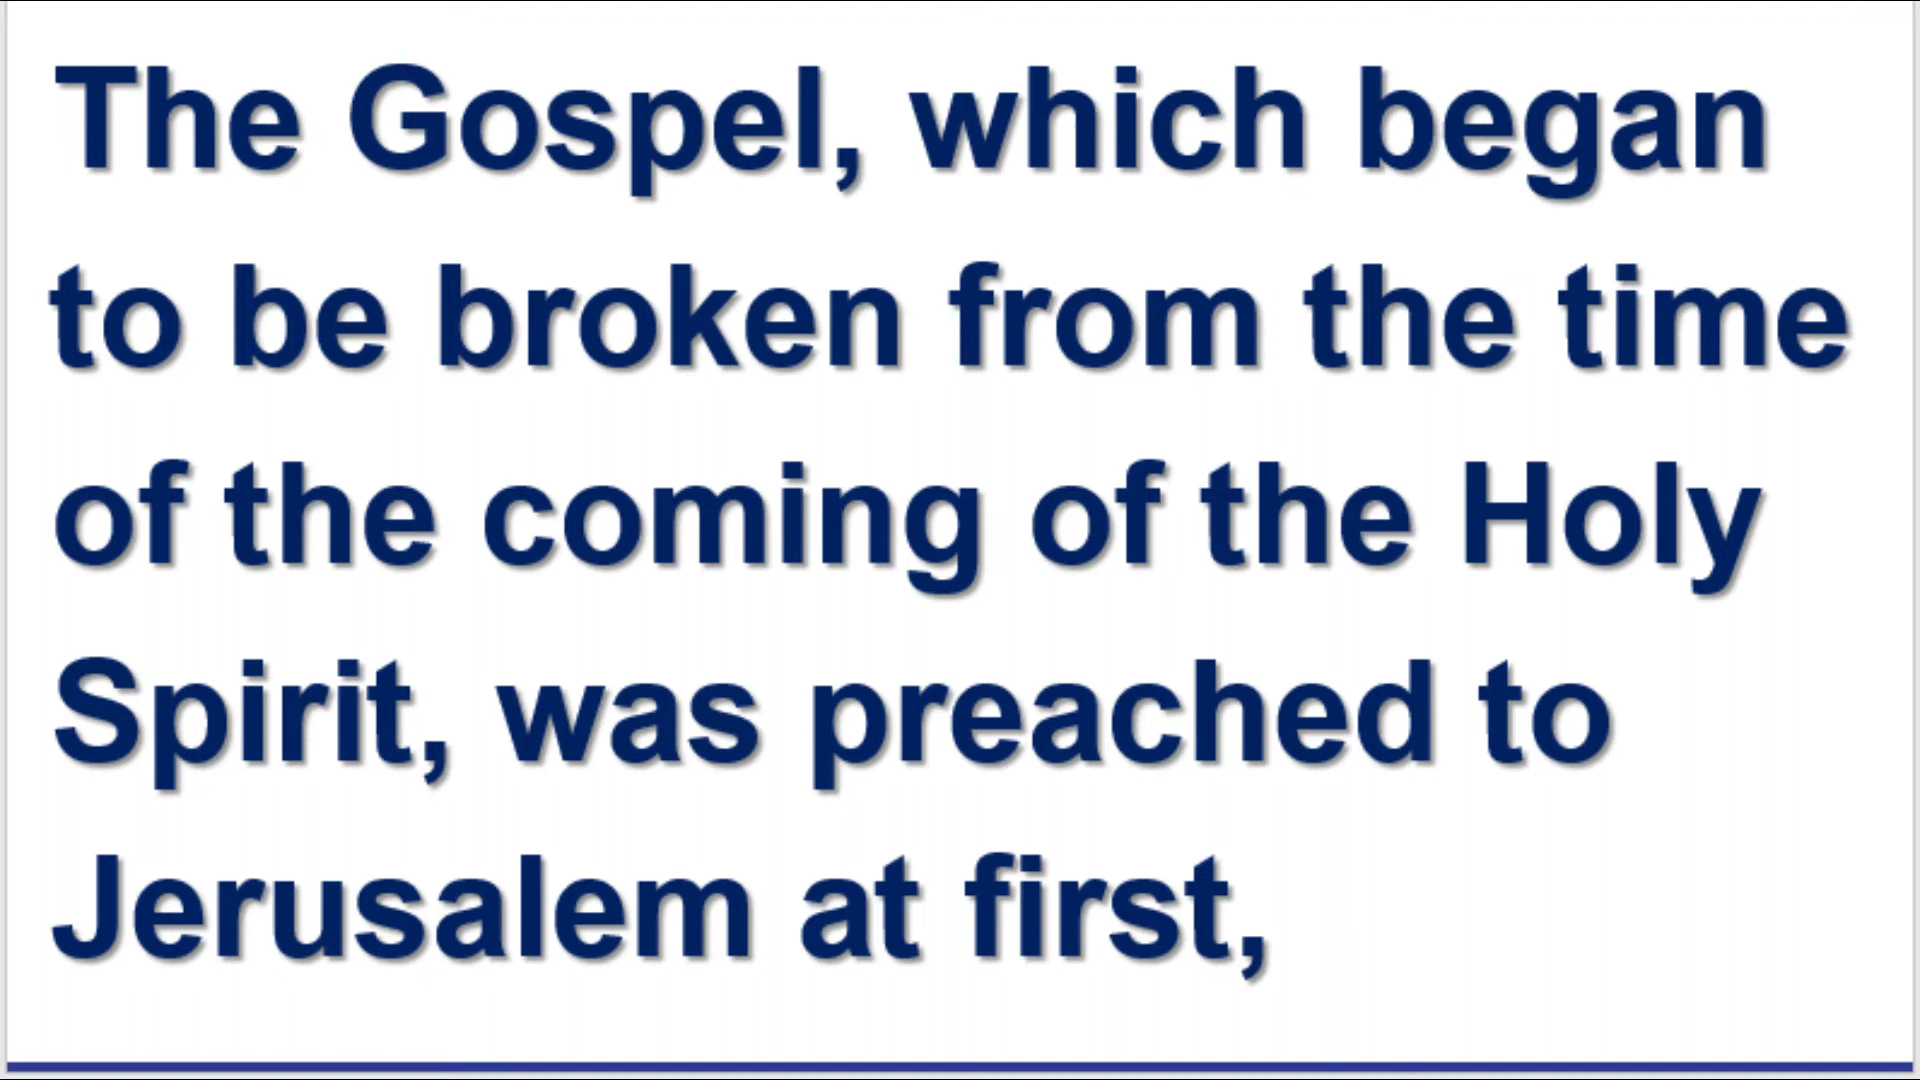 The Gospel, which began
to be broken from the time
of the coming of the Holy
Spirit, was preached to
Jerusalem at first,